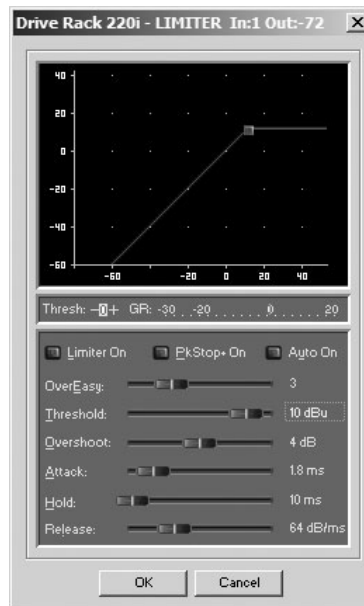 Drive Rack 220i - LIMITER In:1 Out:-72
40
20
0
-20
-40
-60
-60 -20 0 20 40
Thresh: -0+ GR: -30 -20 0 20
Limiter On PkStop+ On Auto On
OverEasy: 3
Threshold: 10 dBu
Overshoot: 4 dB
Attack: 1.8 ms
Hold: 10 ms
Release: 64 dB/ms
OK Cancel